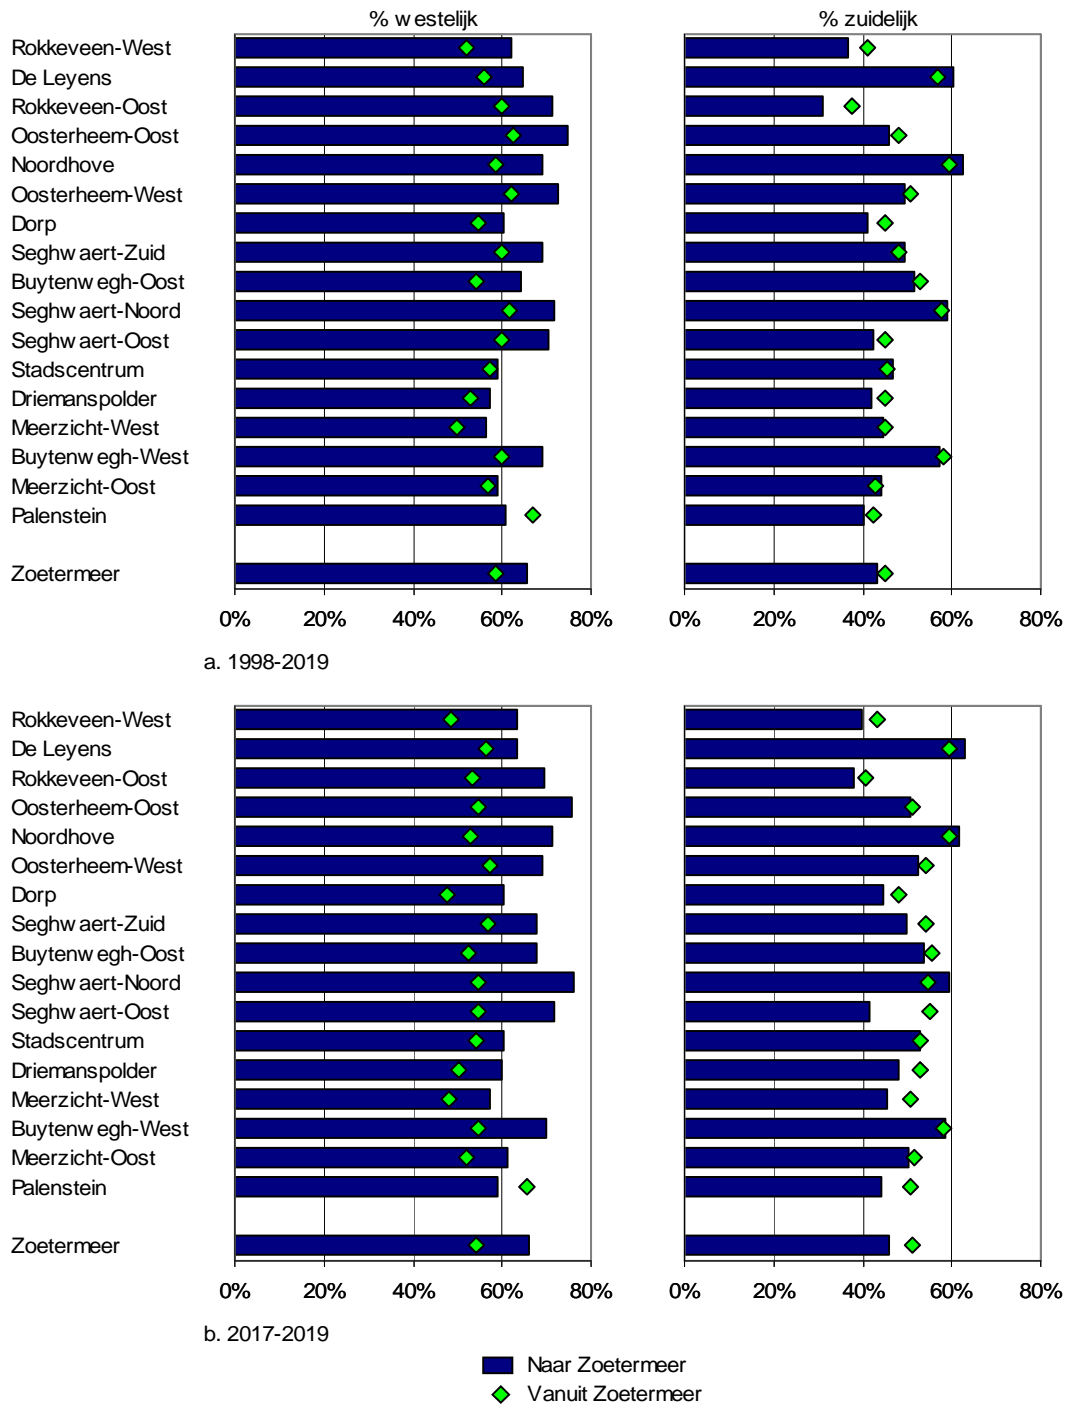 % westelijk % zuidelijk
Rokkeveen-West
De Leyens
Rokkeveen-Oost
Oosterheem-Oost
Noordhove
Oosterheem-West
Dorp
Seghwaert-Zuid
Buytenwegh-Oost
Seghwaert-Noord
Seghwaert-Oost
Stadscentrum
Driemanspolder
Meerzicht-West
Buytenwegh-West
Meerzicht-Oost
Palenstein
Zoetermeer
0% 20% 40% 60% 80% 0% 20% 40% 60% 80%
a. 1998-2019
Rokkeveen-West
De Leyens
Rokkeveen-Oost
Oosterheem-Oost
Noordhove
Oosterheem-West
Dorp
Seghwaert-Zuid
Buytenwegh-Oost
Seghwaert-Noord
Seghwaert-Oost
Stadscentrum
Driemanspolder
Meerzicht-West
Buytenwegh-West
Meerzicht-Oost
Palenstein
Zoetermeer
0% 20% 40% 60% 80% 0% 20% 40% 60% 80%
b. 2017-2019
Naar Zoetermeer
Vanuit Zoetermeer